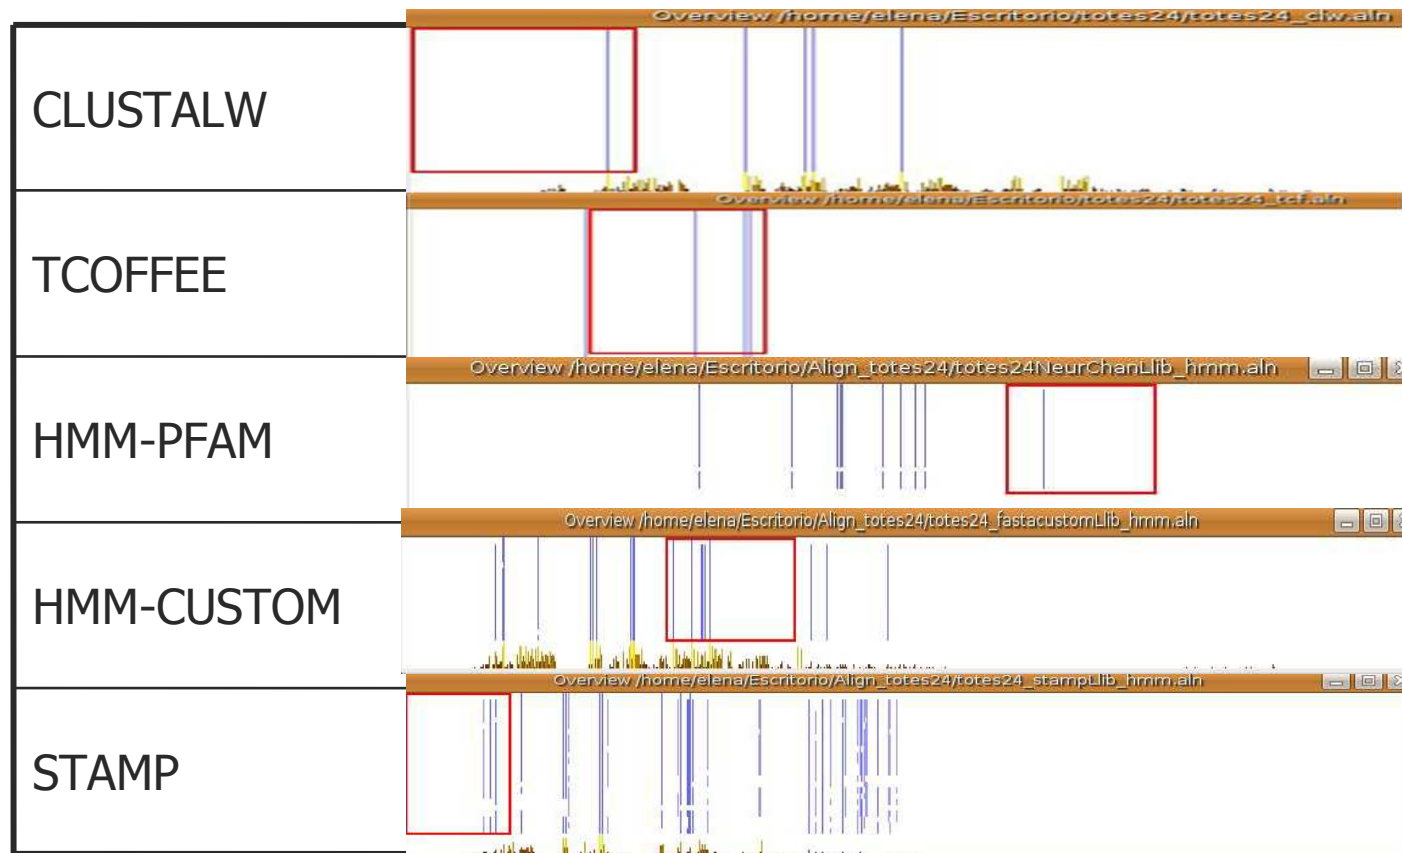 Overview /home/elena/Escritorio/totes24/totes24_clw.aln
CLUSTALW
Overview /home/elena/Escritorio/totes24/totes24_tcf.aln
TCOFFEE
Overview /home/elena/Escritorio/Align_totes24/totes24NeurChanLlib_hmm.aln
HMM-PFAM
Overview /home/elena/Escritorio/Align_totes24/totes24_fastacustomLlib_hmm.aln
HMM-CUSTOM
Overview /home/elena/Escritorio/Align_totes24/totes24_stampLlib_hmm.aln
STAMP